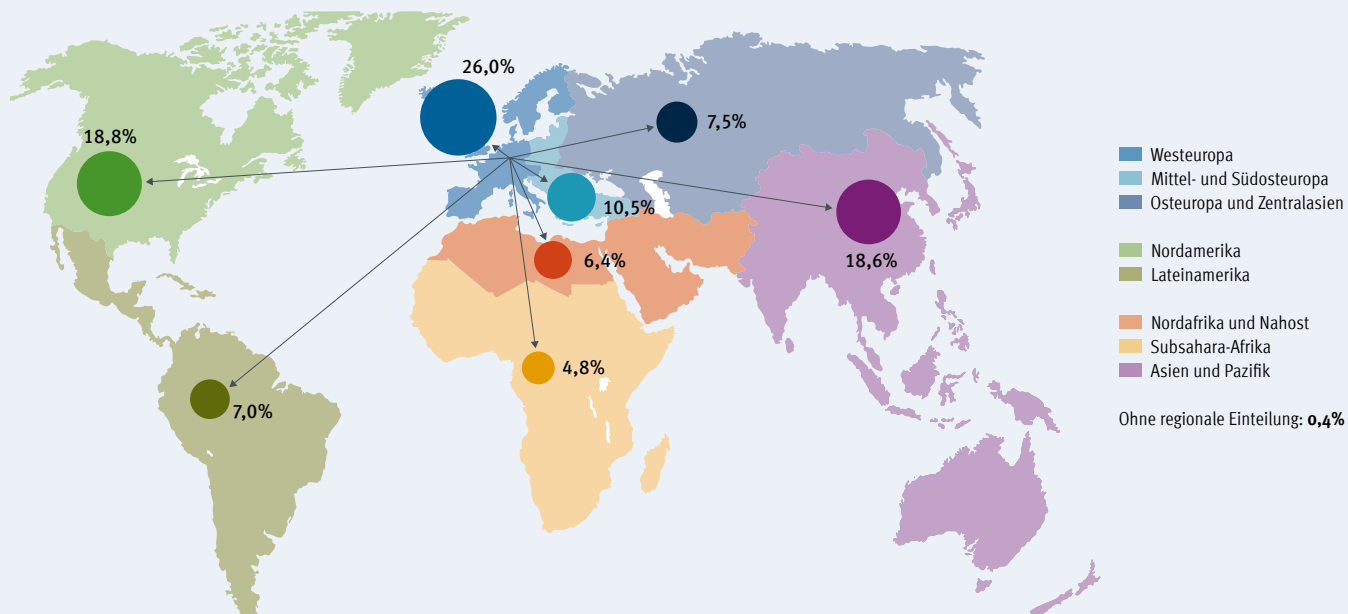 26,0%
18,8%
7,5%
10,5%
18,6%
6,4%
4,8%
7,0%
Westeuropa
Mittel- und Südosteuropa
Osteuropa und Zentralasien
Nordamerika
Lateinamerika
Nordafrika und Nahost
Subsahara-Afrika
Asien und Pazifik
Ohne regionale Einteilung: 0,4%